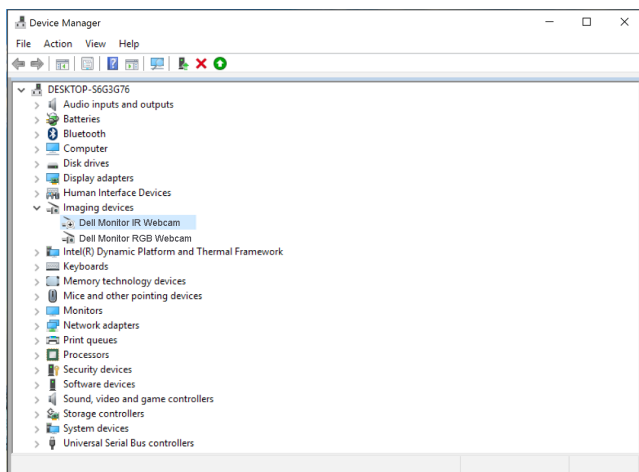 Device Manager
File Action View Help
DESKTOP-S6G3G76
Audio inputs and outputs
Batteries
Bluetooth
Computer
Disk drives
Display adapters
Human Interface Devices
Imaging devices
Dell Monitor IR Webcam
Dell Monitor RGB Webcam
Intel(R) Dynamic Platform and Thermal Framework
Keyboards
Memory technology devices
Mice and other pointing devices
Monitors
Network adapters
Print queues
Processors
Security devices
Software devices
Sound, video and game controllers
Storage controllers
System devices
Universal Serial Bus controllers